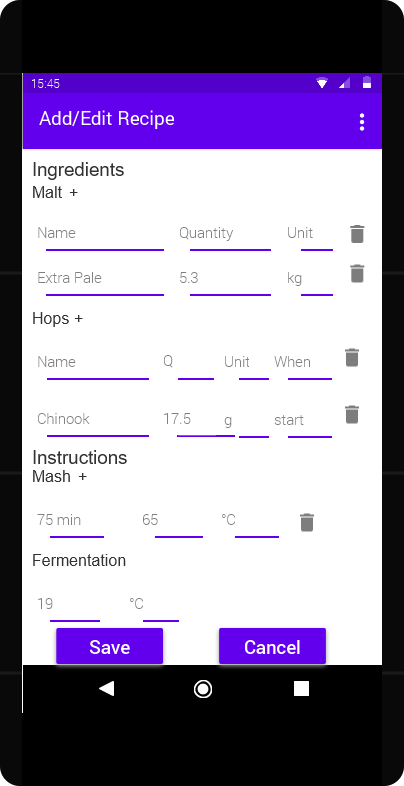 15:45
Add/Edit Recipe
Ingredients
Malt +
Name Quantity Unit
Extra Pale 5.3 kg
Hops +
Name Q Unit When
Chinook 17.5 g start
Instructions
Mash +
75 min 65 °C
Fermentation
19 °C
Save Cancel